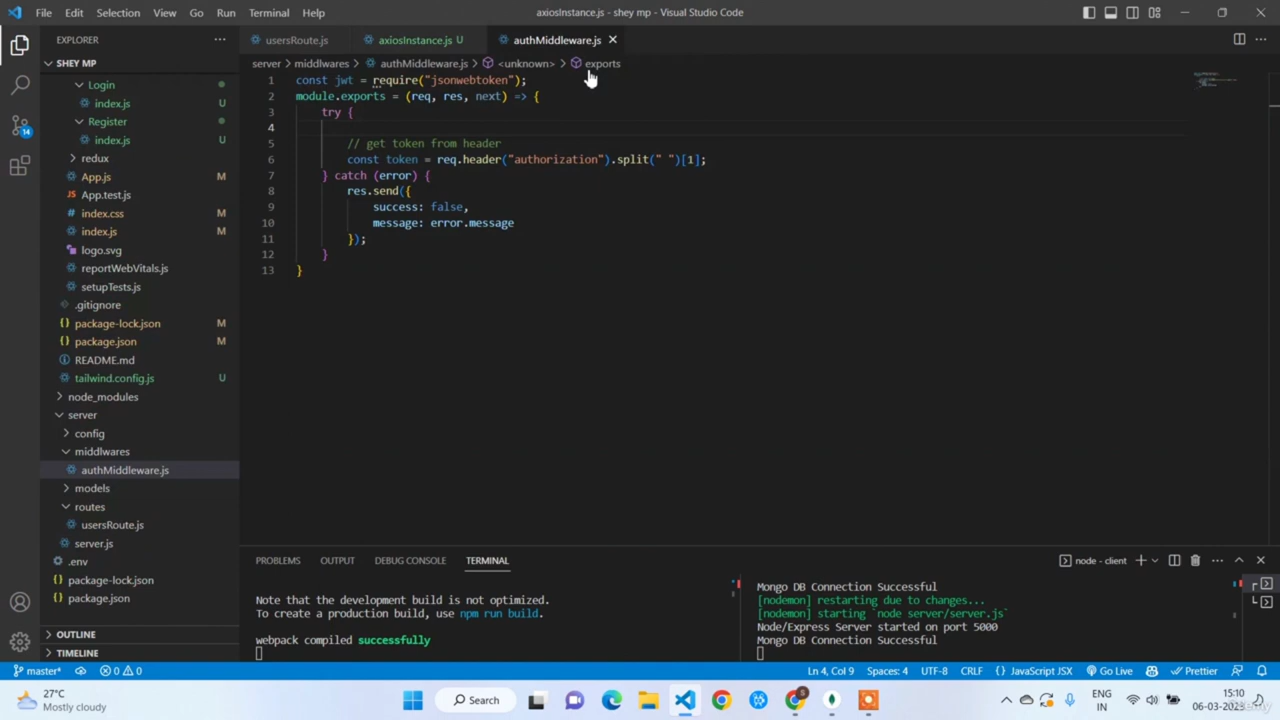 File Edit Selection View Go Run Terminal Help axiosInstance.js - shey mp - Visual Studio Code
EXPLORER
SHEY MP
Login
index.js U
Register
index.js U
redux
App.js M
App.test.js
index.css M
index.js M
logo.svg
reportWebVitals.js
setupTests.js
.gitignore
package-lock.json M
package.json M
README.md
tailwind.config.js U
node_modules
server
config
middlwares
authMiddleware.js
models
routes
usersRoute.js
server.js
.env
package-lock.json
package.json
OUTLINE
TIMELINE
14
usersRoute.js axiosInstance.js U authMiddleware.js
server > middlwares > authMiddleware.js > <unknown> > exports
1 const jwt = require("jsonwebtoken");
2 module.exports = (req, res, next) => {
3 try {
4
5 // get token from header
6 const token = req.header("authorization").split(" ")[1];
7 } catch (error) {
8 res.send({
9 success: false,
10 message: error.message
11 });
12 }
13 }
PROBLEMS OUTPUT DEBUG CONSOLE TERMINAL node - client
Note that the development build is not optimized.
To create a production build, use npm run build.
webpack compiled successfully
Mongo DB Connection Successful
[nodemon] restarting due to changes...
[nodemon] starting `node server/server.js`
Node/Express Server started on port 5000
Mongo DB Connection Successful
master* 0 0 Ln 4, Col 9 Spaces: 4 UTF-8 CRLF JavaScript JSX Go Live Prettier
27°C
Mostly cloudy
Search
ENG
IN
15:10
06-03-2023